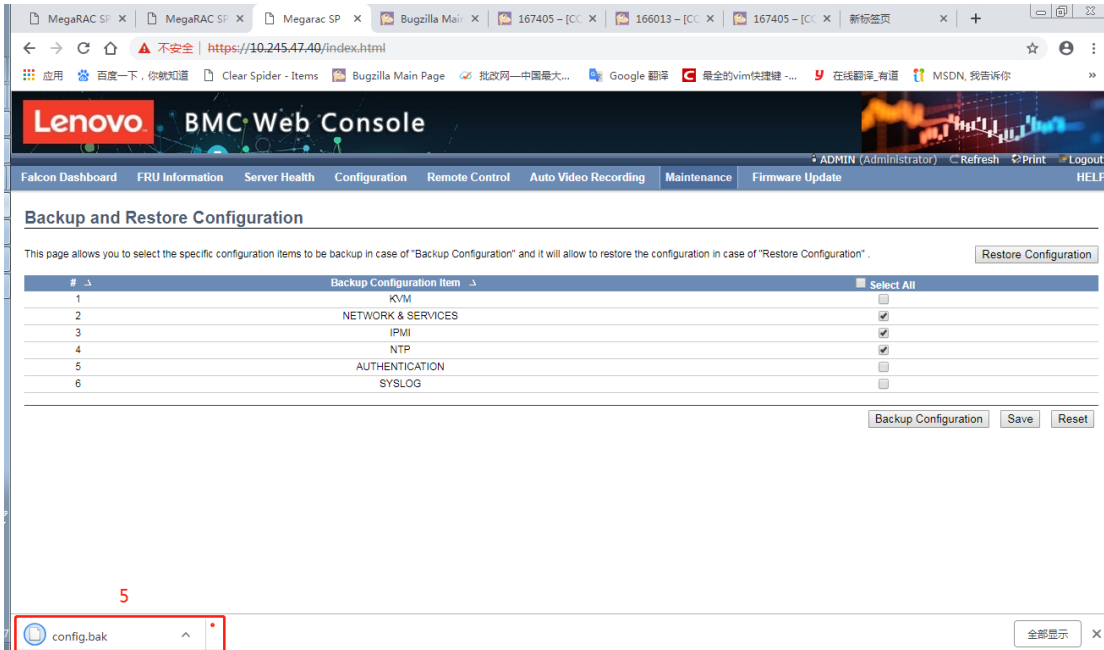 MegaRAC SP MegaRAC SP Megarac SP Bugzilla Main 167405 – [CC 166013 – [CC 167405 – [CC 新标签页
不安全 https://10.245.47.40/index.html
应用 百度一下，你就知道 Clear Spider - Items Bugzilla Main Page 批改网—中国最大... Google 翻译 最全的vim快捷键 -... 在线翻译_有道 MSDN, 我告诉你 »
Lenovo. BMC Web Console
ADMIN (Administrator) Refresh Print Logout
Falcon Dashboard FRU Information Server Health Configuration Remote Control Auto Video Recording Maintenance Firmware Update HELP
Backup and Restore Configuration
This page allows you to select the specific configuration items to be backup in case of "Backup Configuration" and it will allow to restore the configuration in case of "Restore Configuration" . Restore Configuration
# Backup Configuration Item Select All
1 KVM
2 NETWORK & SERVICES
3 IPMI
4 NTP
5 AUTHENTICATION
6 SYSLOG
Backup Configuration Save Reset
5
config.bak 全部显示